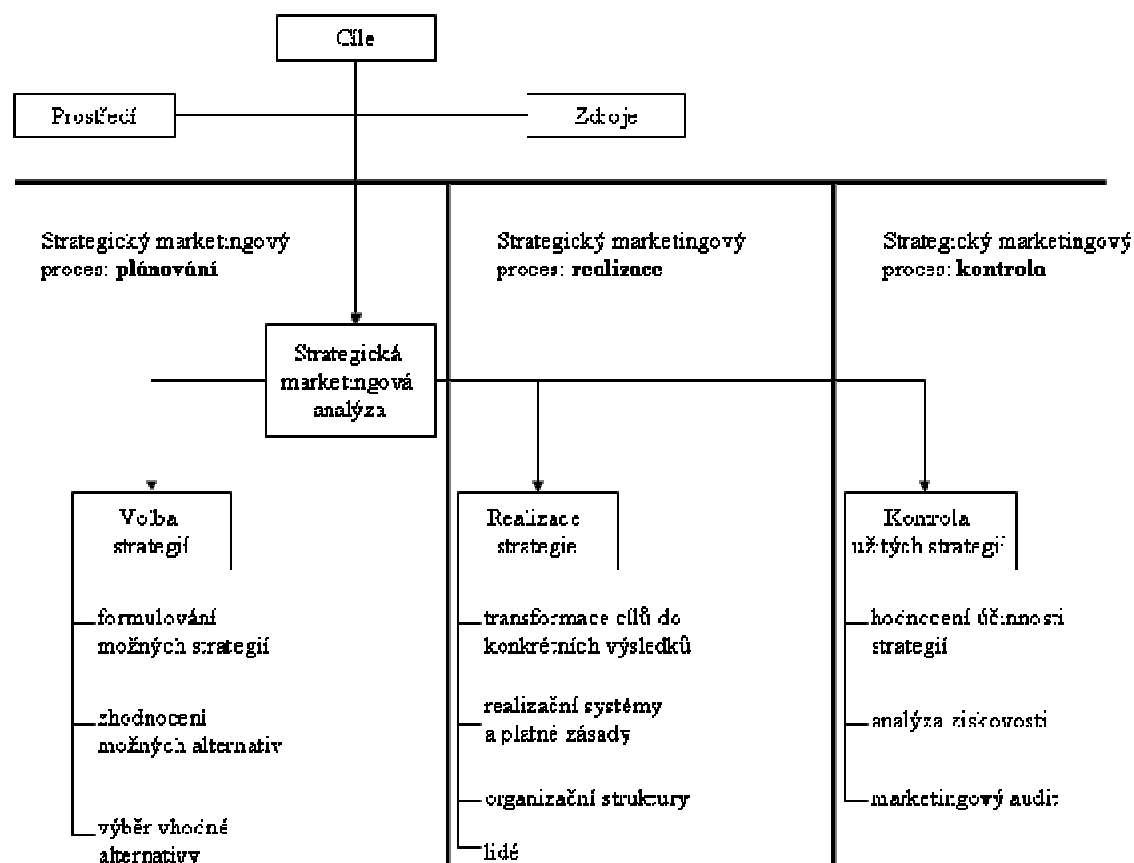 Cíle
Prostředí
Zdroje
Strategický marketingový
proces: plánování
Strategický marketingový
proces: realizace
Strategický marketingový
proces: kontrola
Strategická
marketingová
analýza
Volba
strategií
Realizace
strategie
Kontrola
užitých strategií
formulování
možných strategií
zhodnocení
možných alternativ
výběr vhodné
alternativy
transformace cílů do
konkrétních výsledků
realizační systémy
a platné zásady
organizační struktury
lidé
hodnocení účinnosti
strategií
analýza ziskovosti
marketingový audit